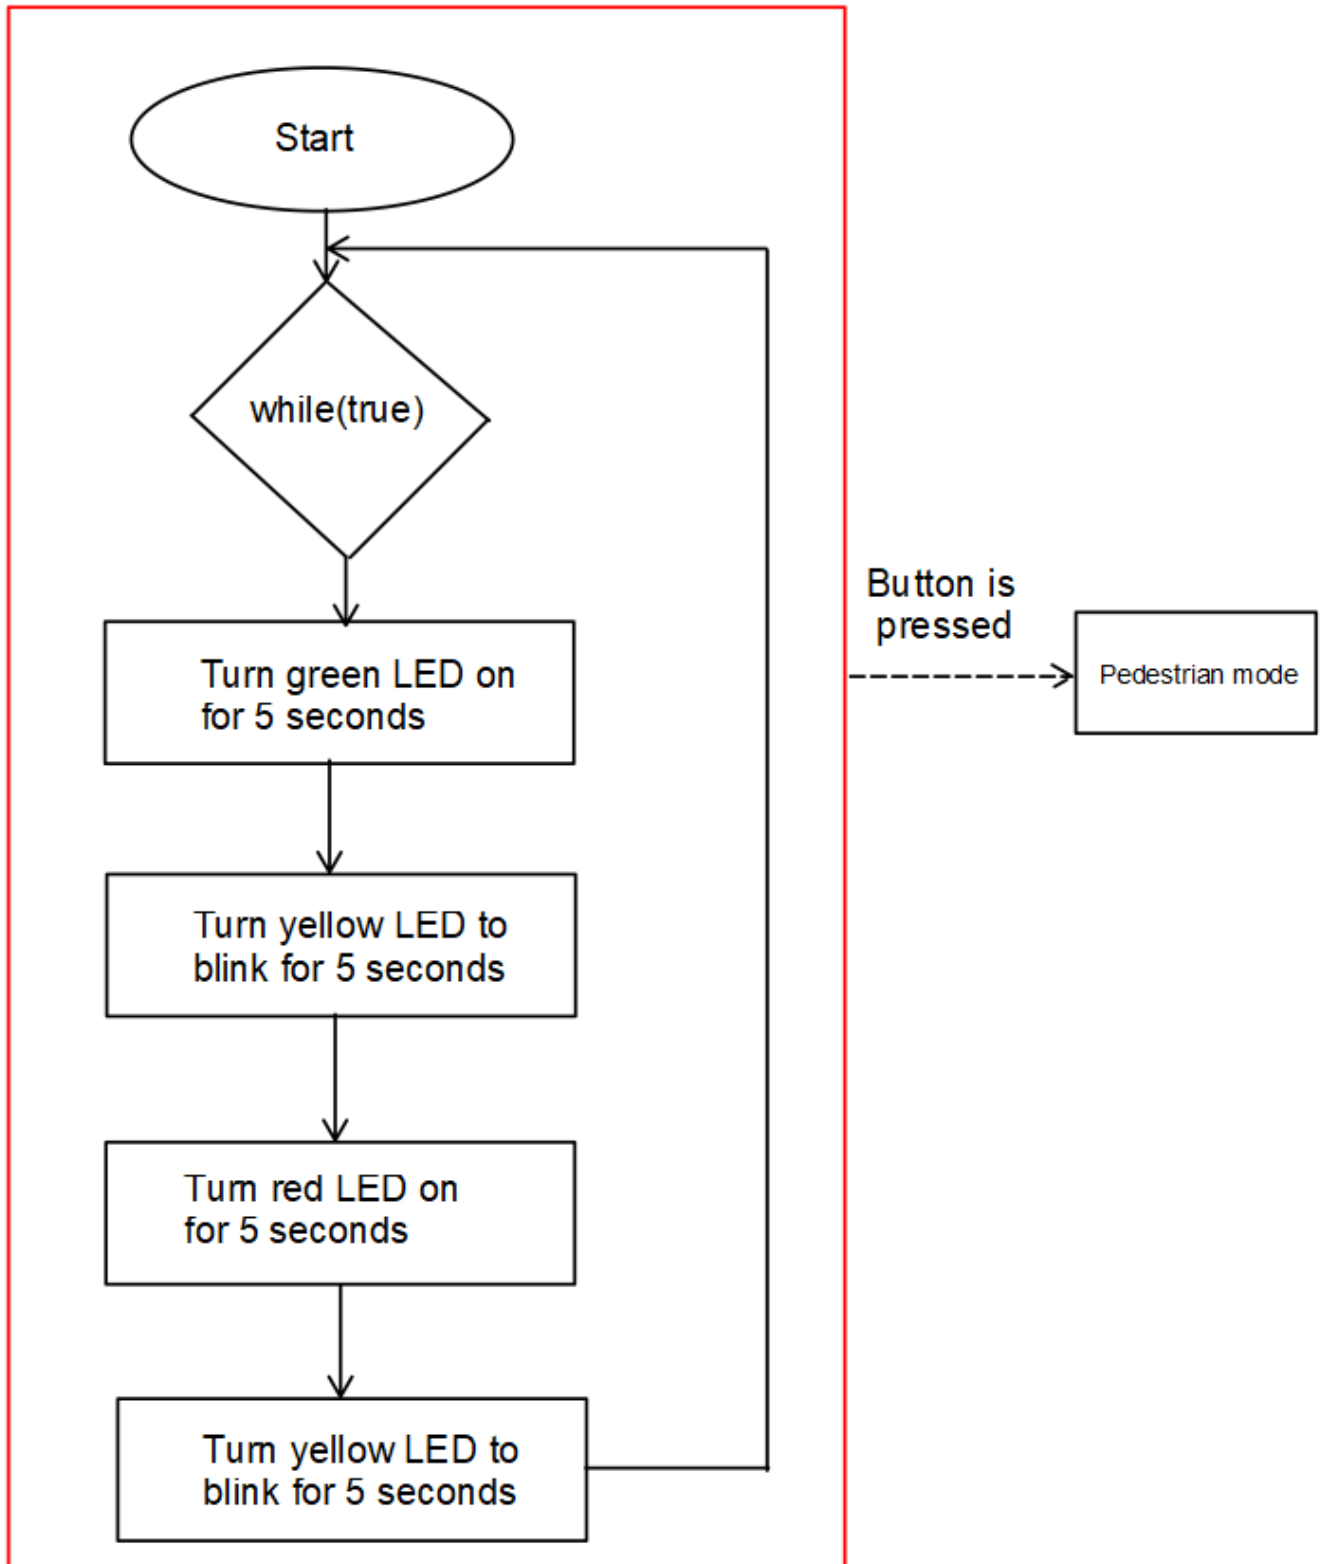 Start
while(true)
Turn green LED on
for 5 seconds
Turn yellow LED to
blink for 5 seconds
Turn red LED on
for 5 seconds
Turn yellow LED to
blink for 5 seconds
Button is
pressed
Pedestrian mode